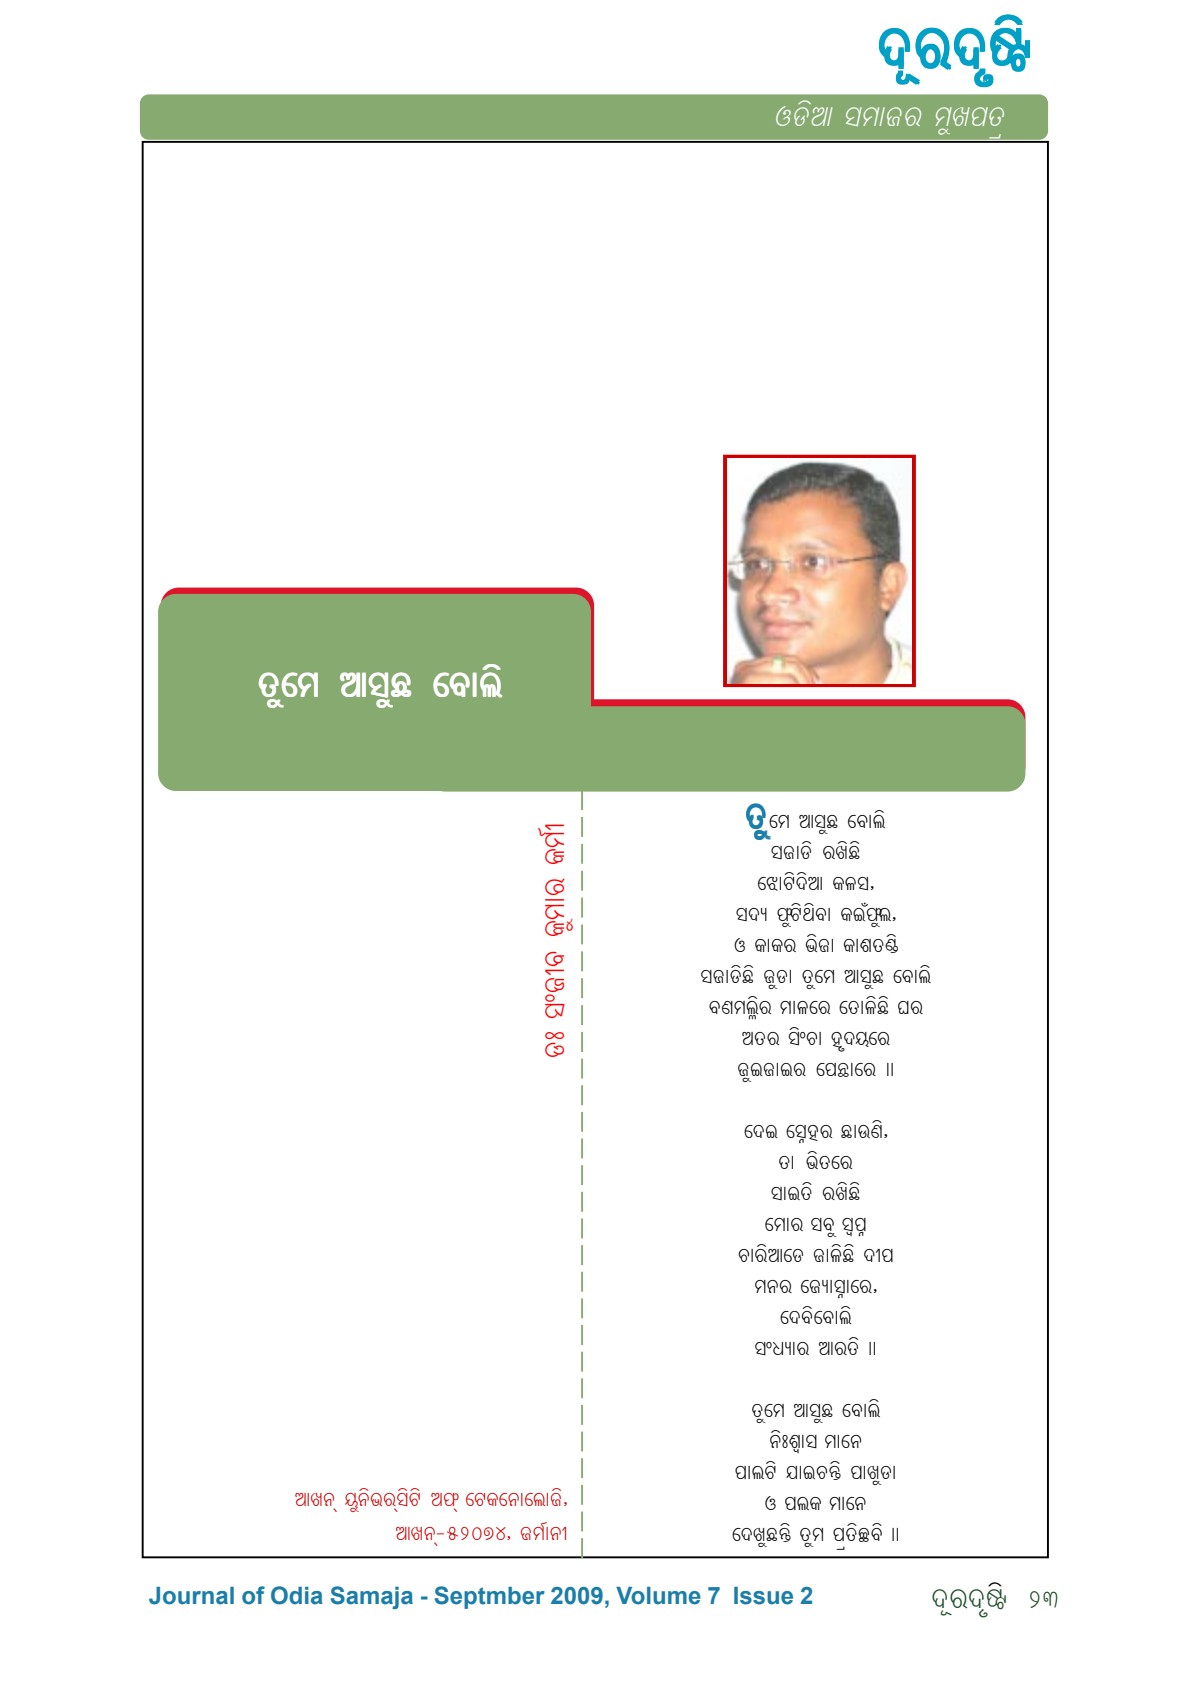 ଦୂରଦୃଷ୍ଟି
ଓଡିଆ ସମାଜର ମୁଖପତ୍ର
ତୁମେ ଆସୁଛ ବୋଲି
ଡଃ ସଂଜୀବ କୁମାର କର୍ମୀ
ତୁମେ ଆସୁଛ ବୋଲି
ସଜାଡି ରଖିଛି
ଝୋଟିଦିଆ କଳସ,
ସଦ୍ୟ ଫୁଟିଥିବା କଇଁଫୁଲ,
ଓ କାକର ଭିଜା କାଶତଣ୍ଡି
ସଜାଡିଛି ଜୁଡା ତୁମେ ଆସୁଛ ବୋଲି
ବଣମଲ୍ଲିର ମାଳରେ ତୋଳିଛି ଘର
ଅତର ସିଂଚା ହୃଦୟରେ
ଜୁଇଜାଇର ପେଛାରେ ॥
ଦେଇ ସ୍ନେହର ଛାଉଣି,
ତା ଭିତରେ
ସାଇତି ରଖିଛି
ମୋର ସବୁ ସ୍ୱପ୍ନ
ଚାରିଆଡେ ଜାଳିଛି ଦୀପ
ମନର ଜ୍ୟୋସ୍ନାରେ,
ଦେବିବୋଲି
ସଂଧ୍ୟାର ଆରତି ॥
ତୁମେ ଆସୁଛ ବୋଲି
ନିଃଶ୍ୱାସ ମାନେ
ପାଲଟି ଯାଇଚନ୍ତି ପାଖୁଡା
ଓ ପଲକ ମାନେ
ଦେଖୁଛନ୍ତି ତୁମ ପ୍ରତିଛବି ॥
ଆଖନ୍ ୟୁନିଭର୍ସିଟି ଅଫ୍ ଟେକନୋଲୋଜି,
ଆଖନ୍-୫୨୦୭୪, ଜର୍ମାନୀ
Journal of Odia Samaja - Septmber 2009, Volume 7 Issue 2
ଦୂରଦୃଷ୍ଟି ୨୩